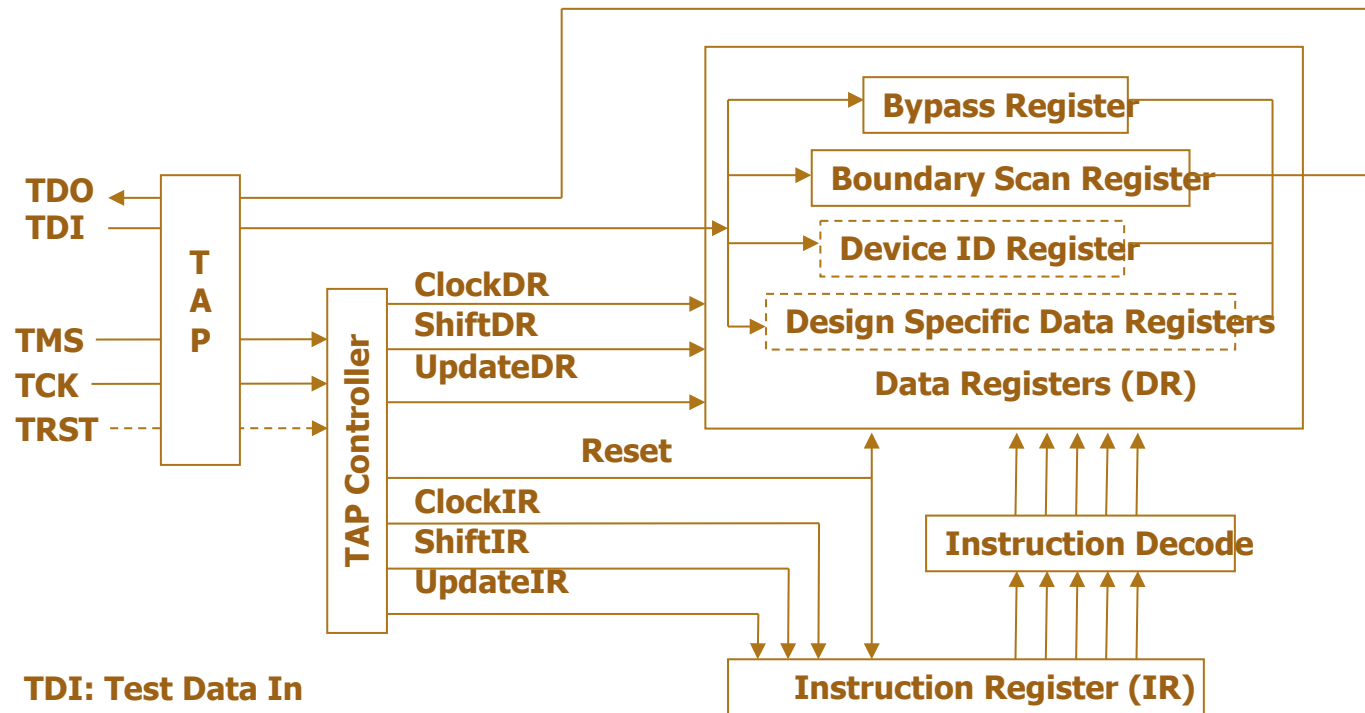 Bypass Register
Boundary Scan Register
TDO
TDI
Device ID Register
T
A
P
ClockDR
ShiftDR
Design Specific Data Registers
TMS
UpdateDR
TCK
Data Registers (DR)
TRST
TAP Controller
Reset
ClockIR
ShiftIR
Instruction Decode
UpdateIR
TDI: Test Data In
Instruction Register (IR)